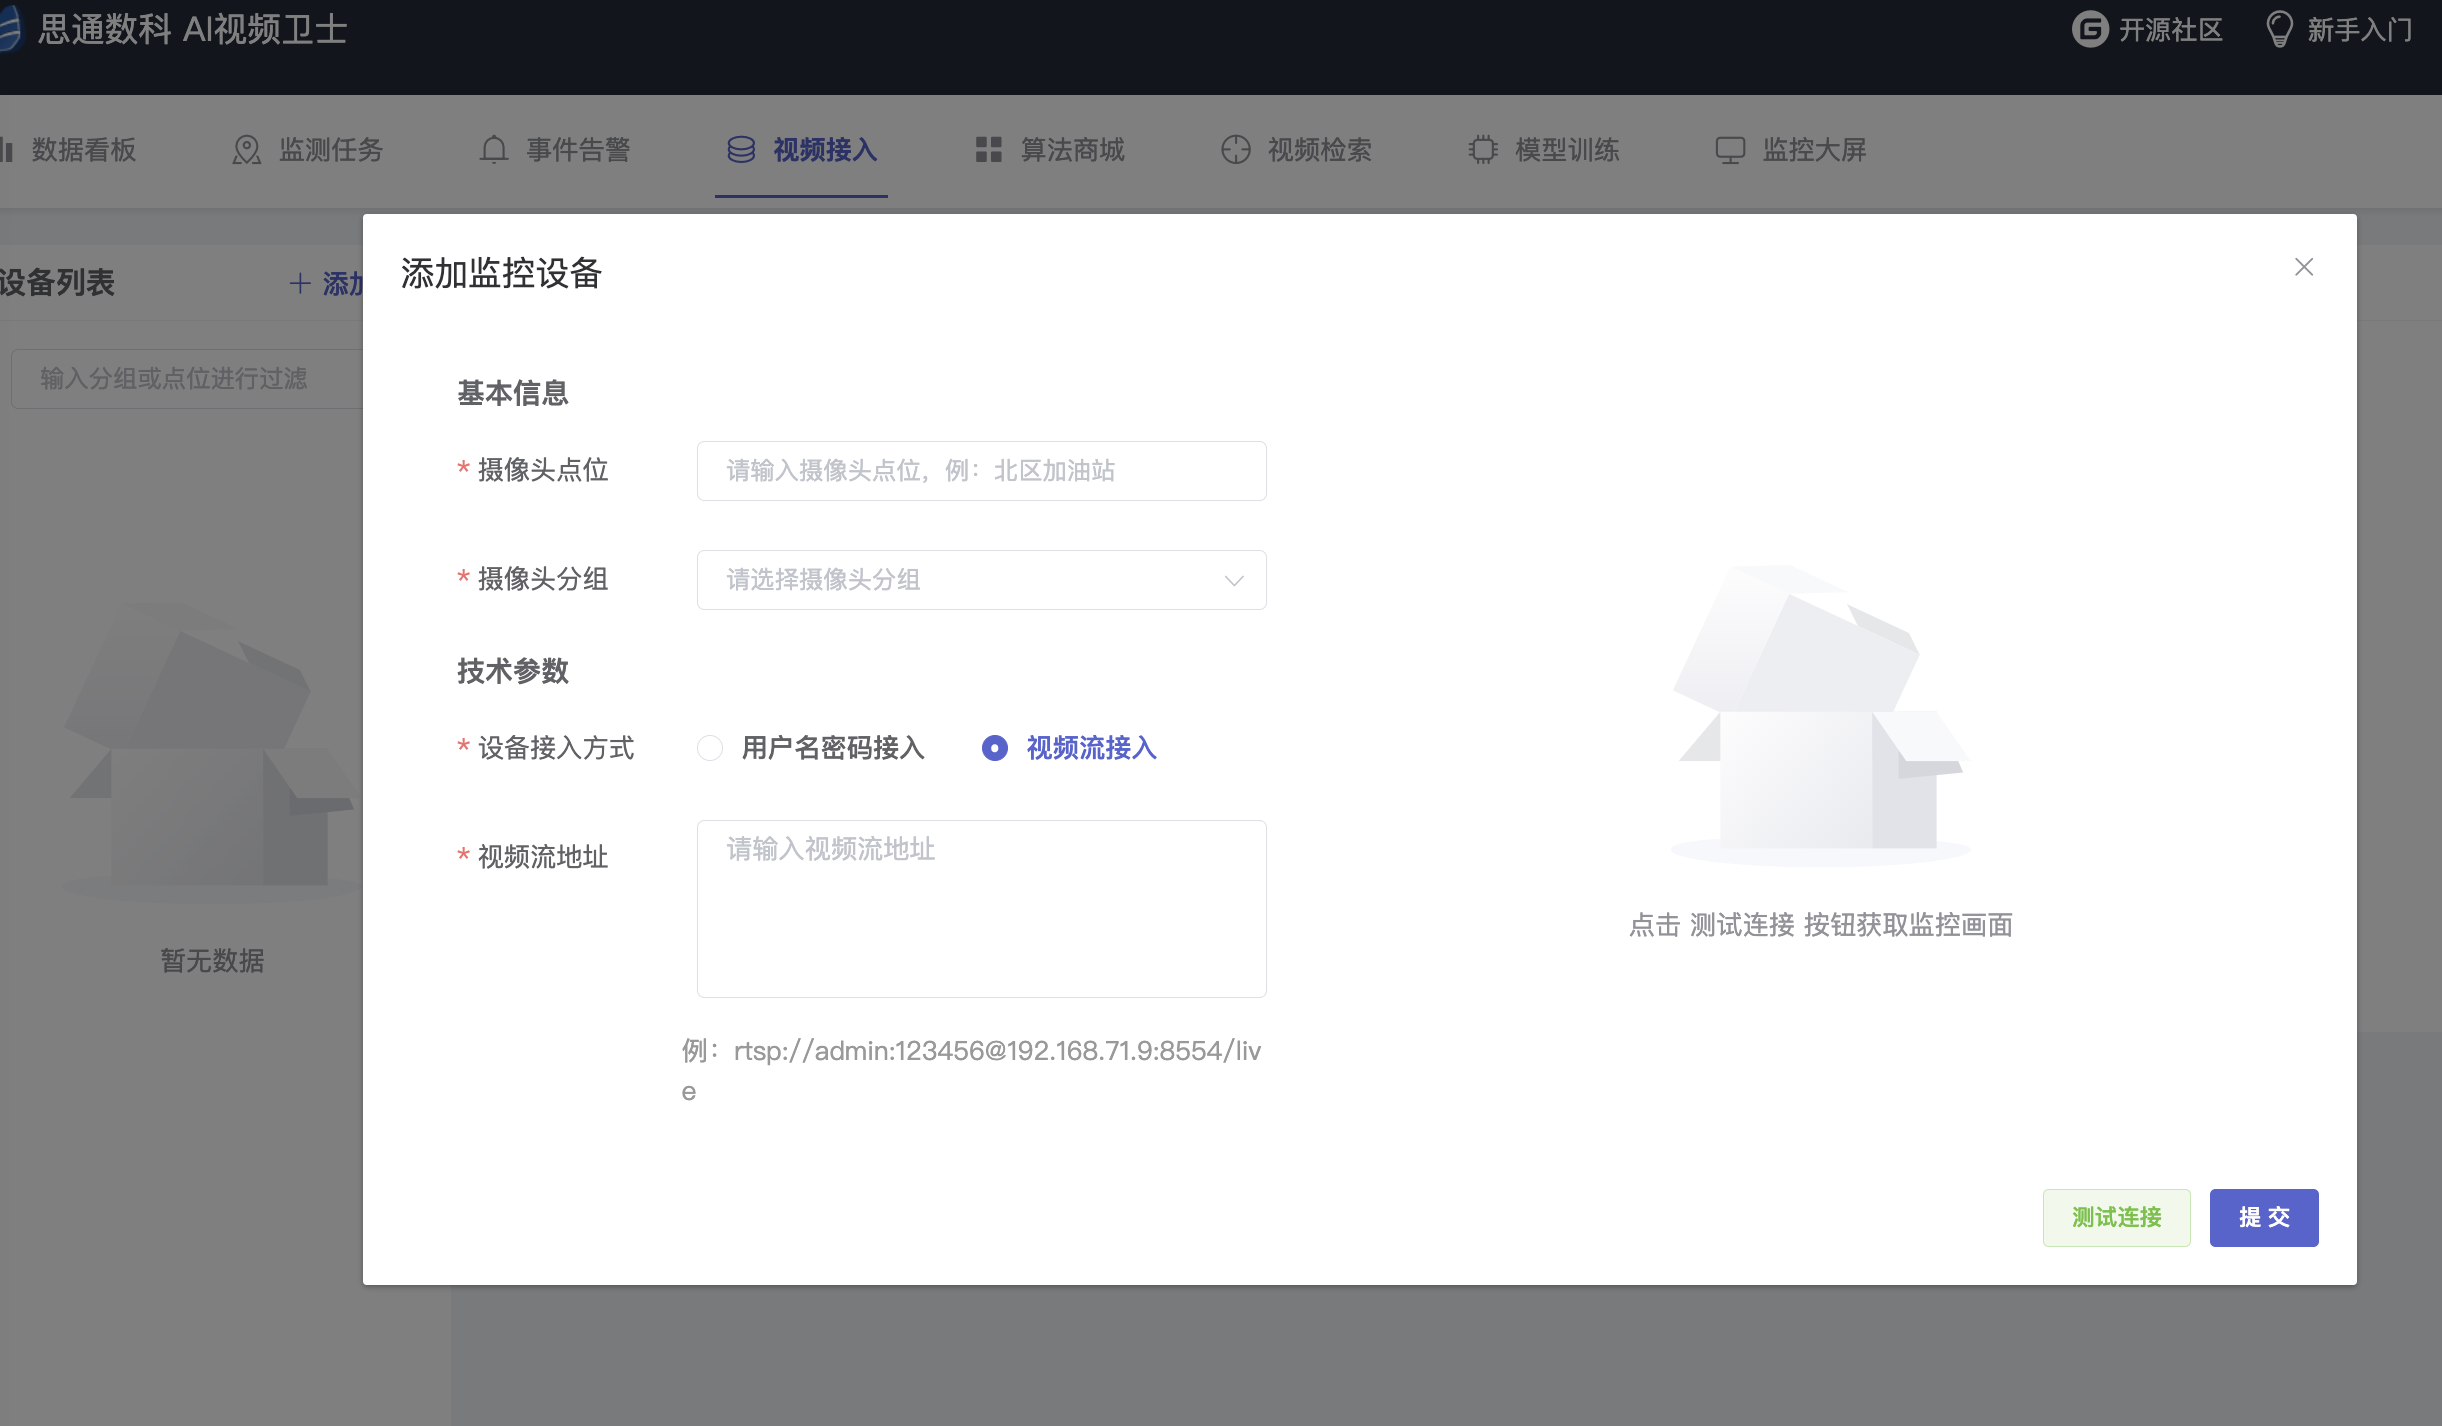 思通数科 AI视频卫士
开源社区
新手入门
数据看板
监测任务
事件告警
视频接入
算法商城
视频检索
模型训练
监控大屏
设备列表
添加
输入分组或点位进行过滤
暂无数据
添加监控设备
基本信息
* 摄像头点位
请输入摄像头点位，例：北区加油站
* 摄像头分组
请选择摄像头分组
技术参数
* 设备接入方式
用户名密码接入
视频流接入
* 视频流地址
请输入视频流地址
例：rtsp://admin:123456@192.168.71.9:8554/liv
e
点击 测试连接 按钮获取监控画面
测试连接
提 交